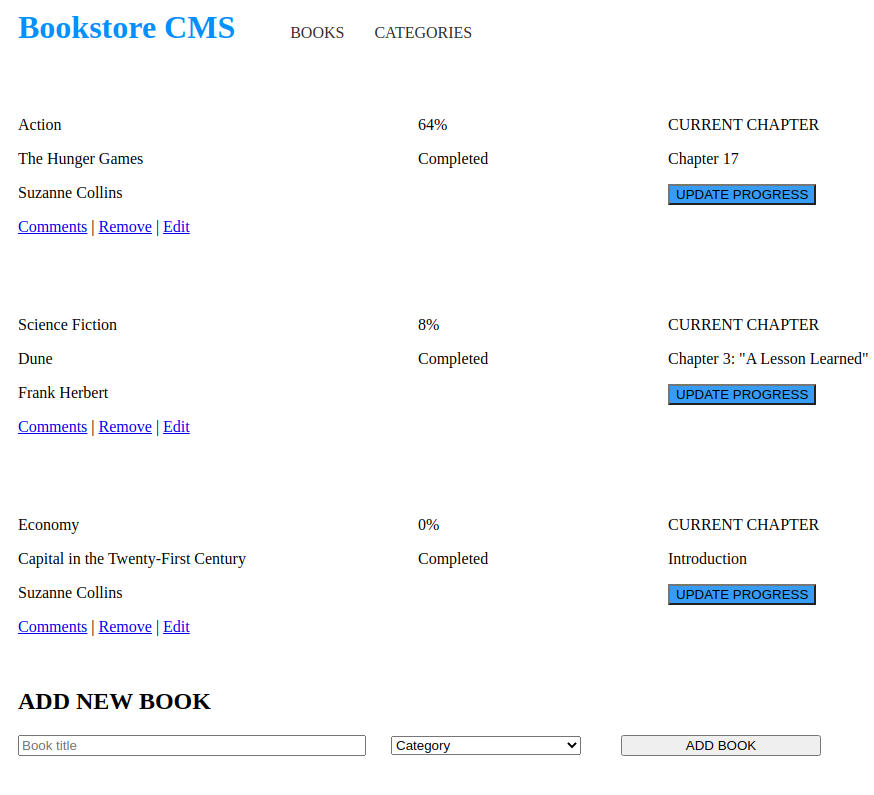 Bookstore CMS BOOKS CATEGORIES
Action 64% CURRENT CHAPTER
The Hunger Games Completed Chapter 17
Suzanne Collins UPDATE PROGRESS
Comments | Remove | Edit
Science Fiction 8% CURRENT CHAPTER
Dune Completed Chapter 3: "A Lesson Learned"
Frank Herbert UPDATE PROGRESS
Comments | Remove | Edit
Economy 0% CURRENT CHAPTER
Capital in the Twenty-First Century Completed Introduction
Suzanne Collins UPDATE PROGRESS
Comments | Remove | Edit
ADD NEW BOOK
Book title Category ADD BOOK